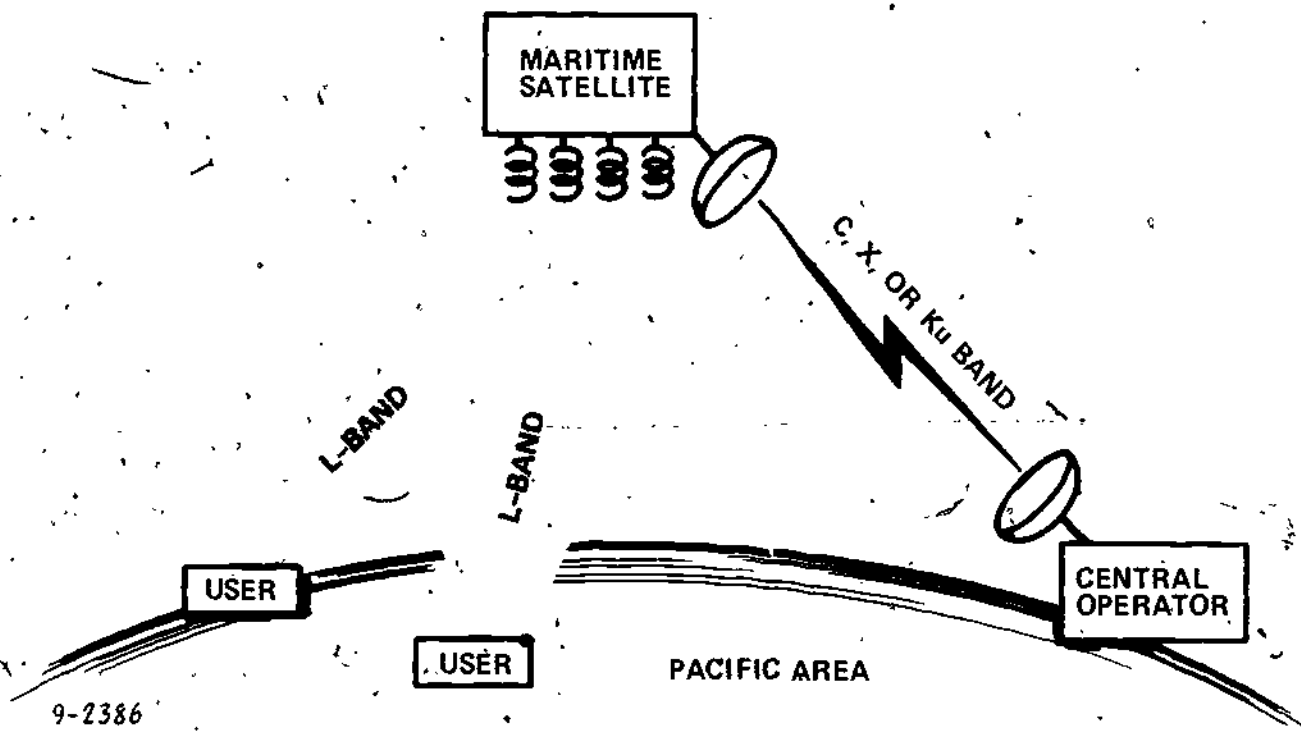 MARITIME
SATELLITE
C, X, OR Ku BAND
L-BAND
L-BAND
USER
CENTRAL
OPERATOR
USER
PACIFIC AREA
9-2386